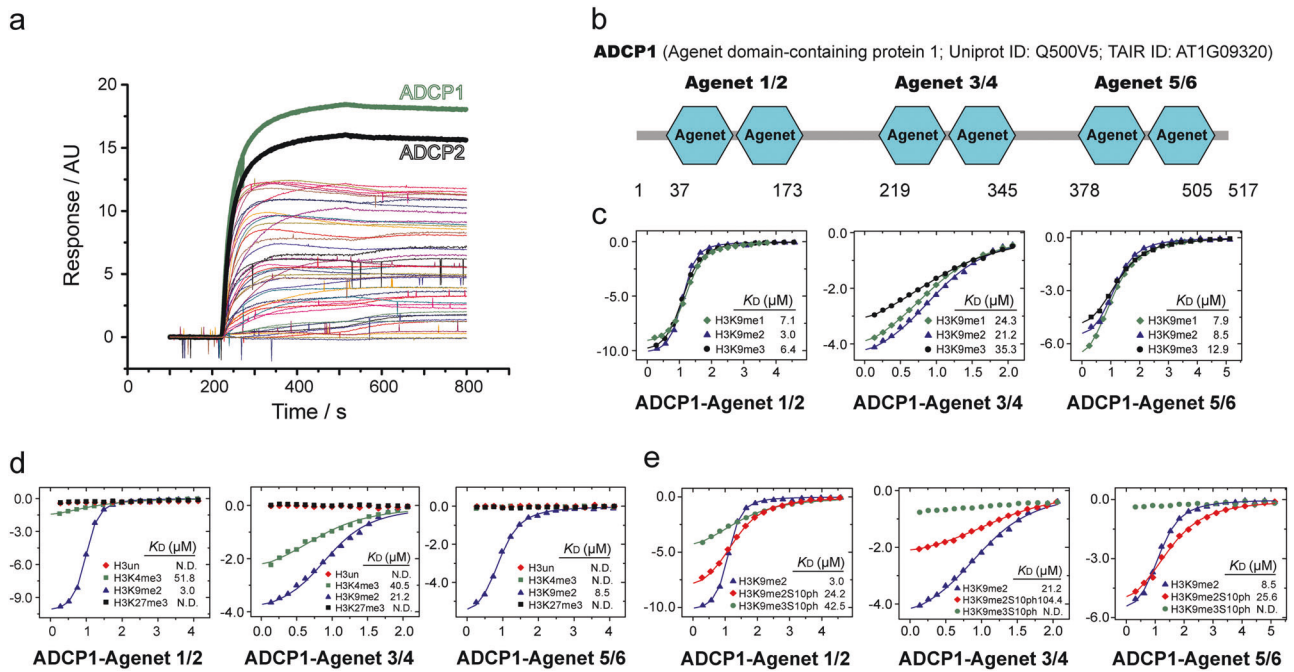 a
20
15
10
5
0
0
200
400
600
800
Response / AU
Time / s
ADCP1
ADCP2
b
ADCP1 (Agenet domain-containing protein 1; Uniprot ID: Q500V5; TAIR ID: AT1G09320)
Agenet 1/2 Agenet 3/4 Agenet 5/6
Agenet Agenet Agenet Agenet Agenet Agenet
1 37 173 219 345 378 505 517
c
0.0
-5.0
-10.0
KD (µM)
H3K9me1 7.1
H3K9me2 3.0
H3K9me3 6.4
0 1 2 3 4
ADCP1-Agenet 1/2
0.0
-2.0
-4.0
KD (µM)
H3K9me1 24.3
H3K9me2 21.2
H3K9me3 35.3
0.0 0.5 1.0 1.5 2.0
ADCP1-Agenet 3/4
0.0
-3.0
-6.0
KD (µM)
H3K9me1 7.9
H3K9me2 8.5
H3K9me3 12.9
0 1 2 3 4 5
ADCP1-Agenet 5/6
d
0.0
-3.0
-6.0
-9.0
KD (µM)
H3un N.D.
H3K4me3 51.8
H3K9me2 3.0
H3K27me3 N.D.
0 1 2 3 4
ADCP1-Agenet 1/2
0.0
-2.0
-4.0
KD (µM)
H3un N.D.
H3K4me3 40.5
H3K9me2 21.2
H3K27me3 N.D.
0.0 0.5 1.0 1.5 2.0
ADCP1-Agenet 3/4
0.0
-2.0
-4.0
KD (µM)
H3un N.D.
H3K4me3 N.D.
H3K9me2 8.5
H3K27me3 N.D.
0 1 2 3 4 5
ADCP1-Agenet 5/6
e
0.0
-5.0
-10.0
KD (µM)
H3K9me2 3.0
H3K9me2S10ph 24.2
H3K9me3S10ph 42.5
0 1 2 3 4
ADCP1-Agenet 1/2
0.0
-2.0
-4.0
KD (µM)
H3K9me2 21.2
H3K9me2S10ph104.4
H3K9me3S10ph N.D.
0.0 0.5 1.0 1.5 2.0
ADCP1-Agenet 3/4
0.0
-3.0
-6.0
KD (µM)
H3K9me2 8.5
H3K9me2S10ph 25.6
H3K9me3S10ph N.D.
0 1 2 3 4 5
ADCP1-Agenet 5/6